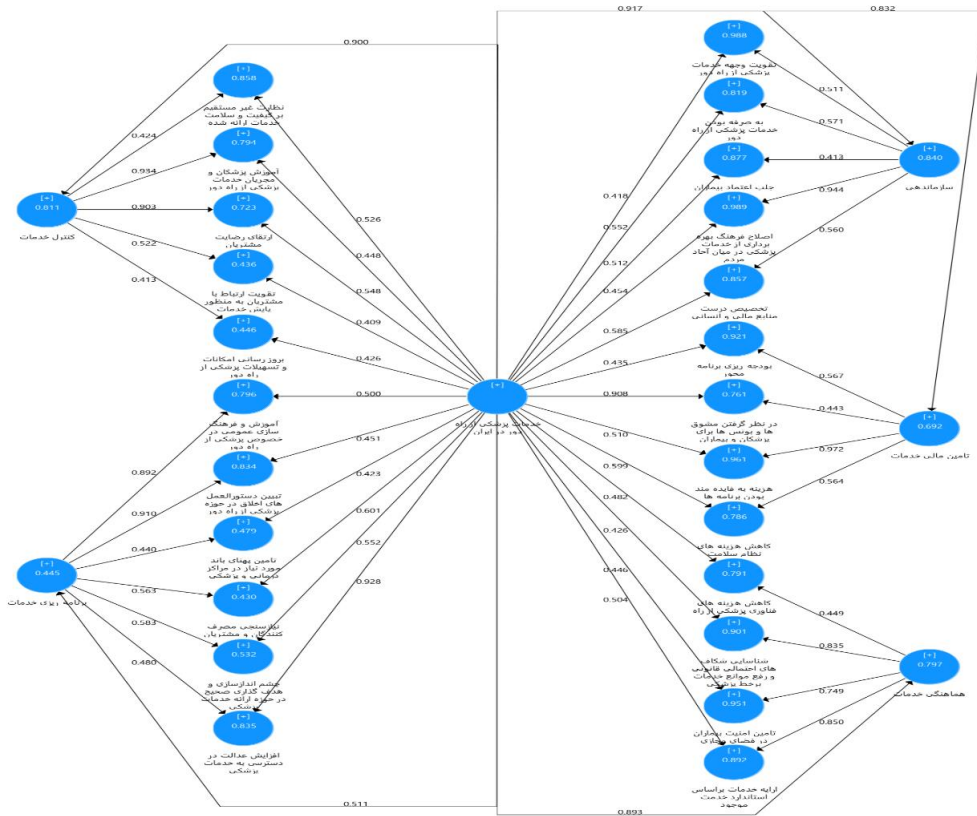 0.917
0.832
0.900
[+]
0.988
تقویت وجهه خدمات
پزشکی از راه دور
[+]
0.858
نظارت غیر مستقیم
بر کیفیت و سلامت
خدمات ارائه شده
[+]
0.819
به صرفه بودن
خدمات پزشکی از راه
دور
0.511
0.571
0.424
[+]
0.794
آموزش پزشکان و
مجریان خدمات
پزشکی از راه دور
[+]
0.877
جلب اعتماد بیماران
0.413
[+]
0.840
سازماندهی
0.934
0.944
[+]
0.811
کنترل خدمات
0.903
[+]
0.723
ارتقای رضایت
مشتریان
[+]
0.989
اصلاح فرهنگ بهره
برداری از خدمات
پزشکی در میان آحاد
مردم
0.526
0.418
0.560
0.522
[+]
0.436
تقویت ارتباط با
مشتریان به منظور
پایش خدمات
0.448
0.552
0.548
0.512
0.454
[+]
0.857
تخصیص درست
منابع مالی و انسانی
0.413
0.409
0.585
[+]
0.446
بروز رسانی امکانات
و تسهیلات پزشکی از
راه دور
0.426
0.435
[+]
0.921
بودجه ریزی برنامه
محور
0.567
[+]
0.796
آموزش و فرهنگ
سازی عمومی در
خصوص پزشکی از
راه دور
0.500
[+]
خدمات پزشکی از راه
دور در ایران
0.908
[+]
0.761
در نظر گرفتن مشوق
ها و بونس ها برای
پزشکان و بیماران
0.443
[+]
0.692
تامین مالی خدمات
0.892
0.451
0.510
[+]
0.834
تبیین دستورالعمل
های اخلاق در حوزه
پزشکی از راه دور
0.423
0.599
[+]
0.961
هزینه به فایده مند
بودن برنامه ها
0.972
0.564
0.910
0.482
[+]
0.786
کاهش هزینه های
نظام سلامت
[+]
0.479
تامین پهنای باند
مورد نیاز در مراکز
درمانی و پزشکی
0.601
0.426
0.440
0.552
0.446
[+]
0.791
کاهش هزینه های
فناوری پزشکی از راه
[+]
0.445
برنامه ریزی خدمات
0.563
[+]
0.430
نیازسنجی مصرف
کنندگان و مشتریان
0.928
0.504
0.449
0.583
[+]
0.901
شناسایی شکاف
های احتمالی قانونی
و رفع موانع خدمات
برخط پزشکی
0.835
[+]
0.797
هماهنگی خدمات
0.480
[+]
0.532
چشم اندازسازی و
هدف گذاری صحیح
در حوزه ارائه خدمات
پزشکی
[+]
0.951
تامین امنیت بیماران
در فضای مجازی
0.749
0.850
[+]
0.835
افزایش عدالت در
دسترسی به خدمات
پزشکی
[+]
0.892
ارایه خدمات براساس
استاندارد خدمت
موجود
0.511
0.893